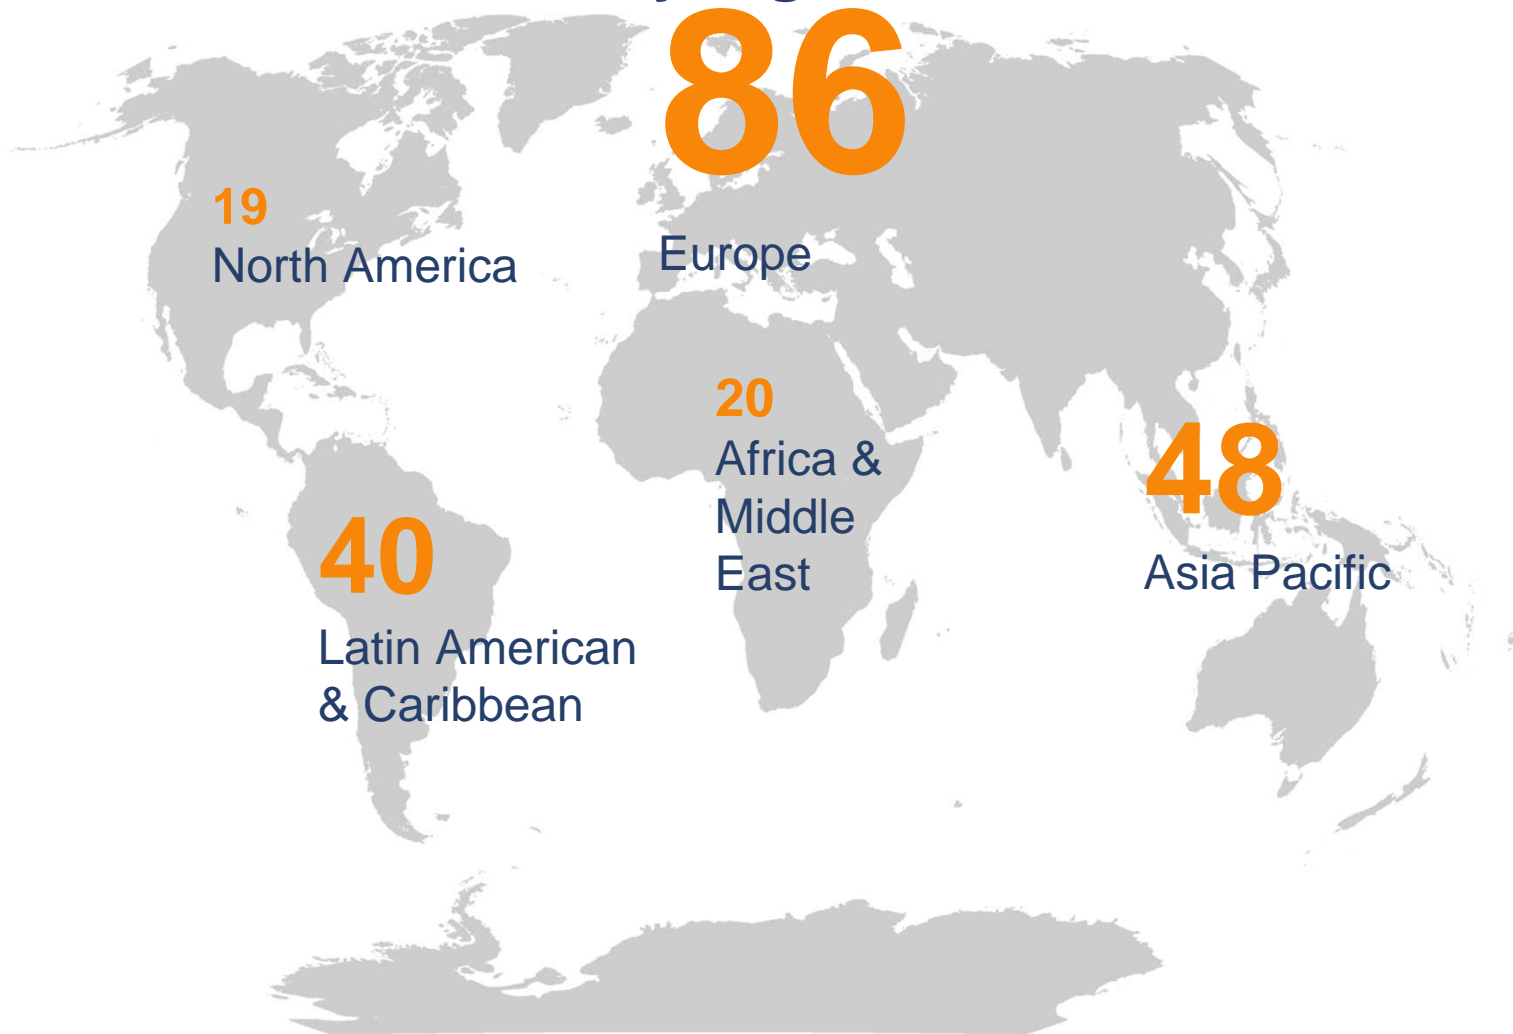 86
19
North America
Europe
20
Africa &
Middle
East
48
Asia Pacific
40
Latin American
& Caribbean